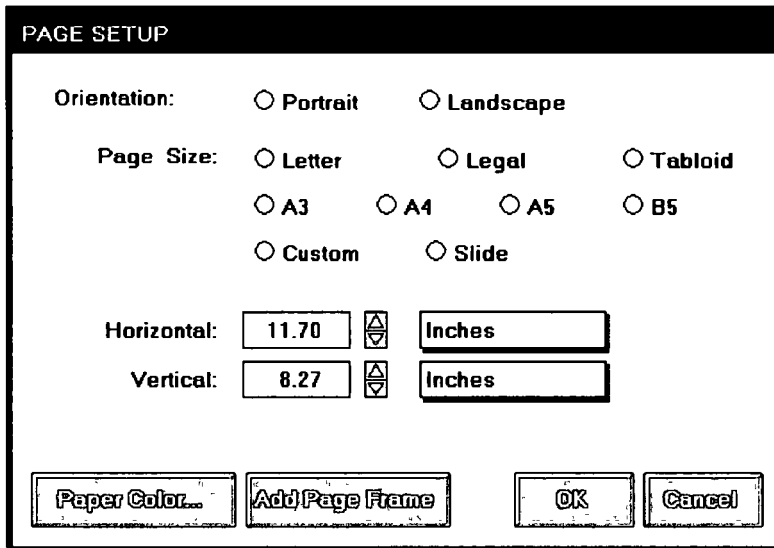 PAGE SETUP
Orientation: Portrait Landscape
Page Size: Letter Legal Tabloid
A3 A4 A5 B5
Custom Slide
Horizontal: 11.70 Inches
Vertical: 8.27 Inches
Paper Color... Add Page Frame OK Cancel